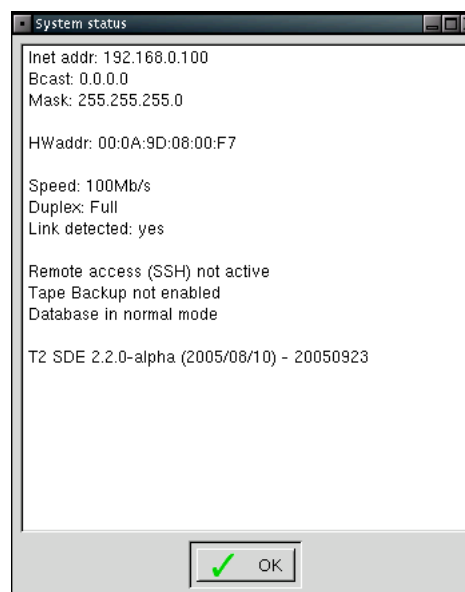 System status
Inet addr: 192.168.0.100
Bcast: 0.0.0.0
Mask: 255.255.255.0
HWaddr: 00:0A:9D:08:00:F7
Speed: 100Mb/s
Duplex: Full
Link detected: yes
Remote access (SSH) not active
Tape Backup not enabled
Database in normal mode
T2 SDE 2.2.0-alpha (2005/08/10) - 20050923
OK